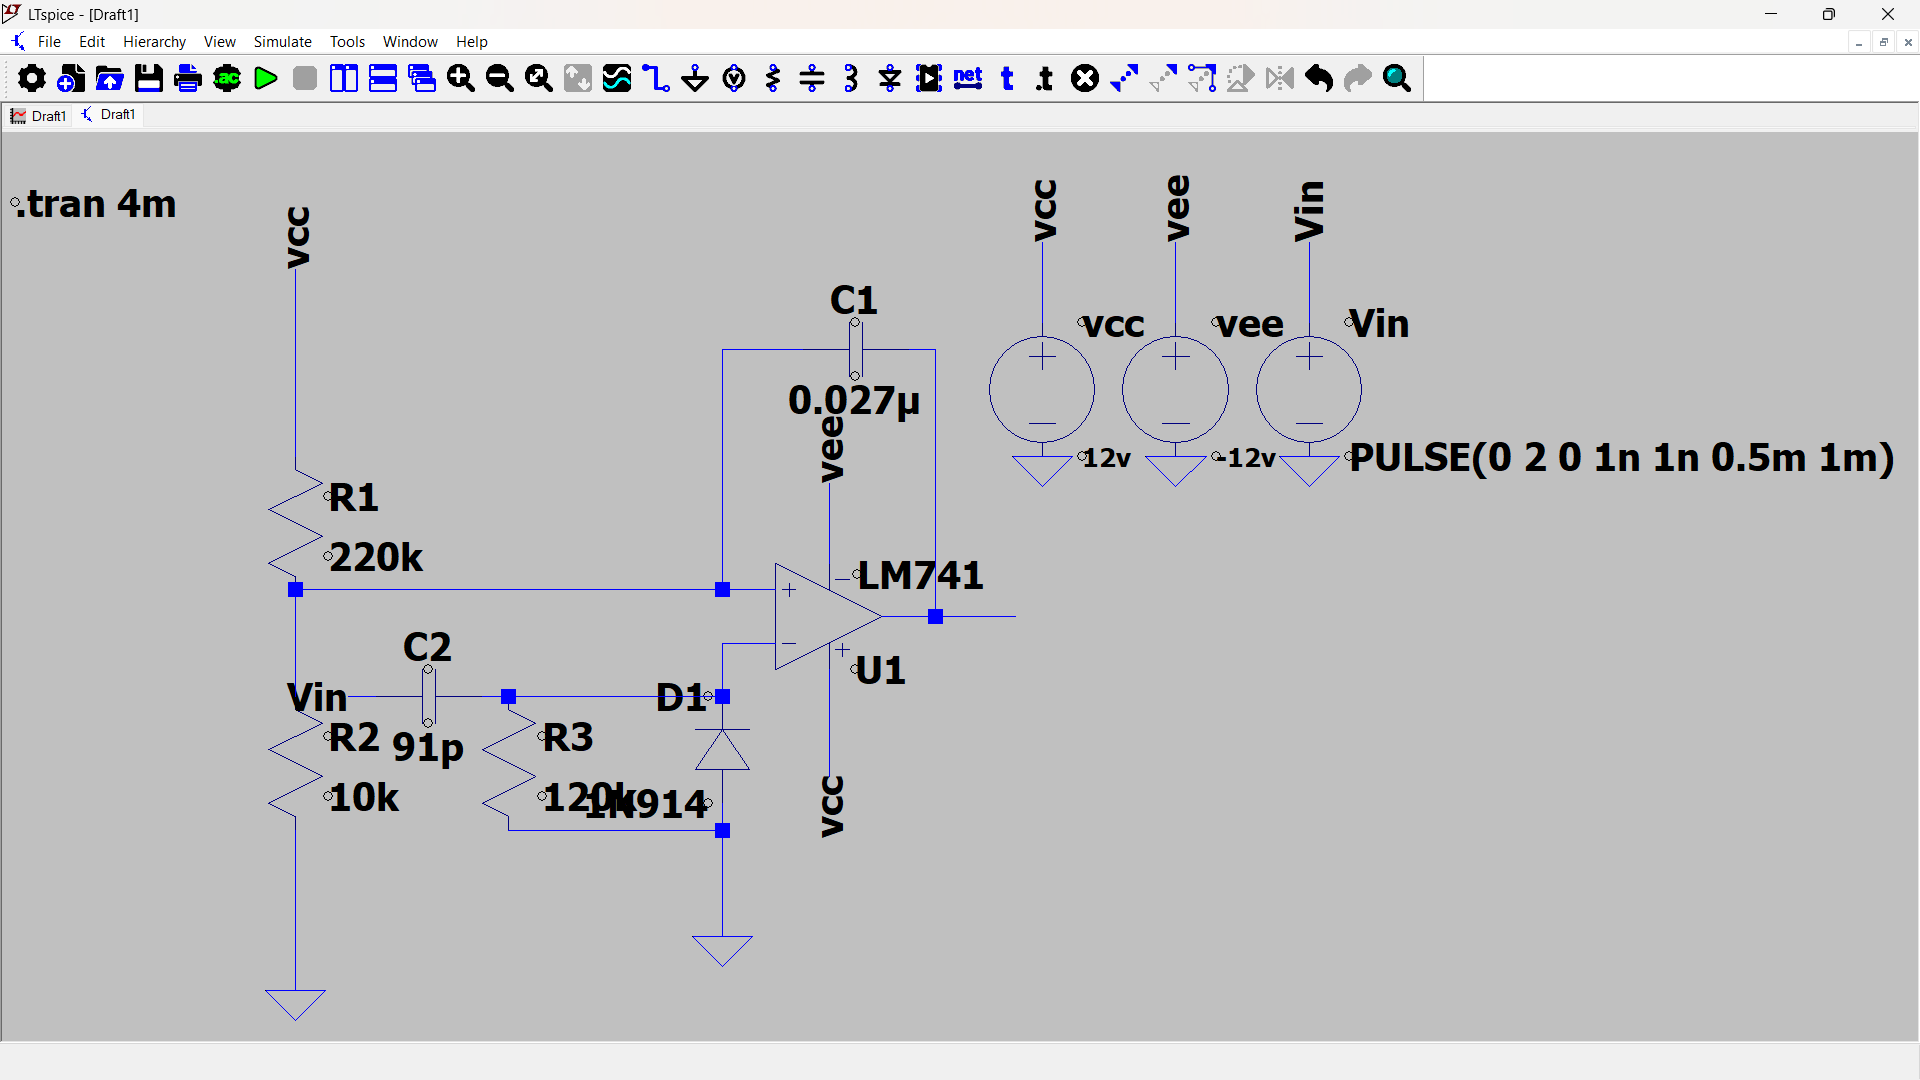 LTspice - [Draft1]
File Edit Hierarchy View Simulate Tools Window Help
.ac net t .t
Draft1 Draft1
.tran 4m
vcc
vcc
vee
Vin
C1
0.027µ
vee
vcc
vee
Vin
12v
-12v
PULSE(0 2 0 1n 1n 0.5m 1m)
R1
220k
LM741
U1
C2
91p
Vin
D1
R2
10k
R3
120k
1N914
vcc